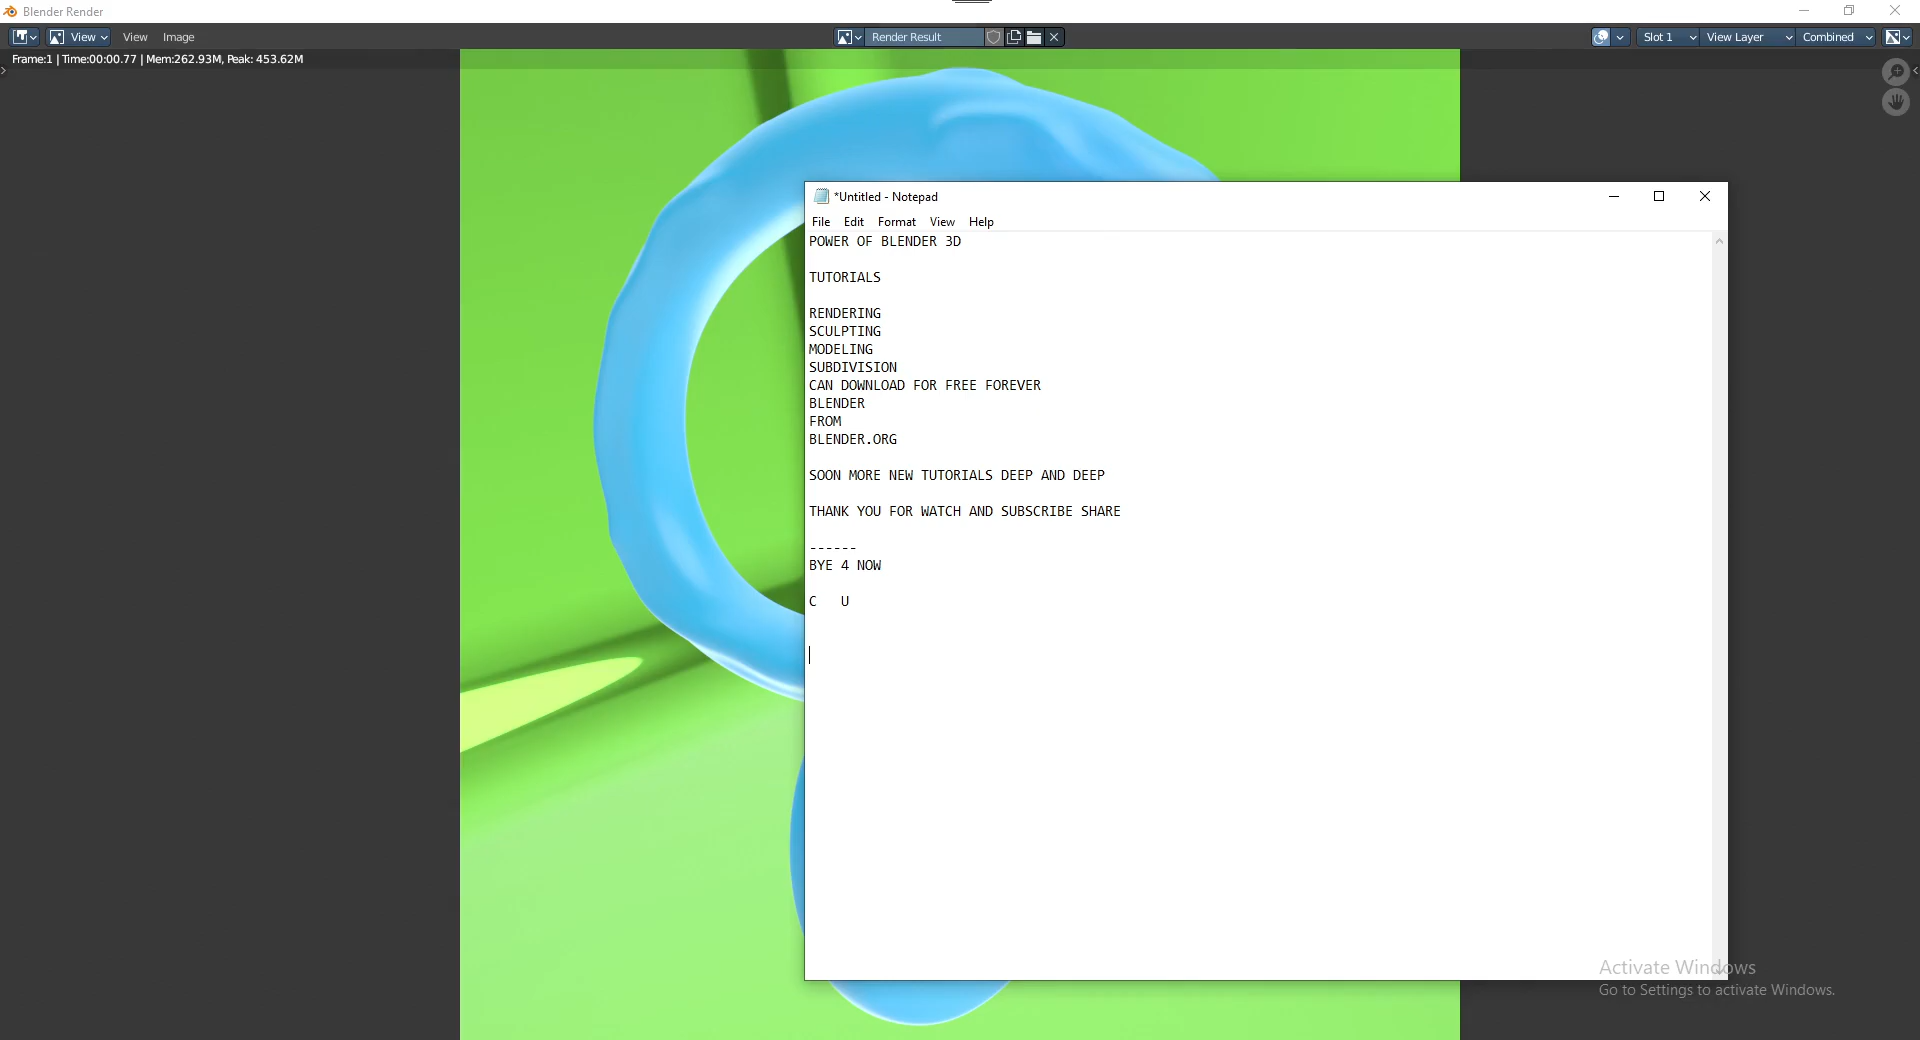 Blender Render
View View Image Render Result Slot 1 View Layer Combined
Frame:1 | Time:00:00.77 | Mem:262.93M, Peak: 453.62M
*Untitled - Notepad
File Edit Format View Help
POWER OF BLENDER 3D
TUTORIALS
RENDERING
SCULPTING
MODELING
SUBDIVISION
CAN DOWNLOAD FOR FREE FOREVER
BLENDER
FROM
BLENDER.ORG
SOON MORE NEW TUTORIALS DEEP AND DEEP
THANK YOU FOR WATCH AND SUBSCRIBE SHARE
------
BYE 4 NOW
C   U
Activate Windows
Go to Settings to activate Windows.